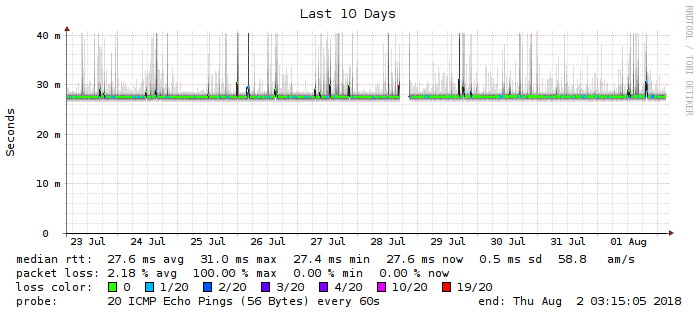 Last 10 Days
RRDTOOL / TOBI OETIKER
Seconds
40 m
30 m
20 m
10 m
0
23 Jul 24 Jul 25 Jul 26 Jul 27 Jul 28 Jul 29 Jul 30 Jul 31 Jul 01 Aug
median rtt: 27.6 ms avg 31.0 ms max 27.4 ms min 27.6 ms now 0.5 ms sd 58.8 am/s
packet loss: 2.18 % avg 100.00 % max 0.00 % min 0.00 % now
loss color: 0 1/20 2/20 3/20 4/20 10/20 19/20
probe: 20 ICMP Echo Pings (56 Bytes) every 60s end: Thu Aug 2 03:15:05 2018